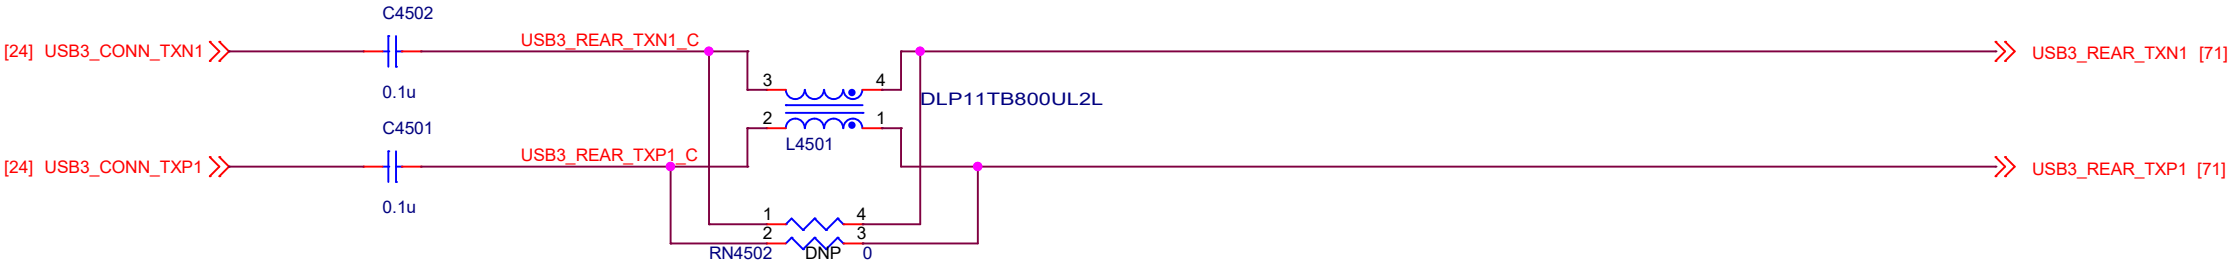 C4502
[24] USB3_CONN_TXN1
USB3_REAR_TXN1_C
USB3_REAR_TXN1 [71]
3
4
0.1u
DLP11TB800UL2L
C4501
2
1
L4501
[24] USB3_CONN_TXP1
USB3_REAR_TXP1_C
USB3_REAR_TXP1 [71]
0.1u
1
4
2
3
RN4502
DNP
0